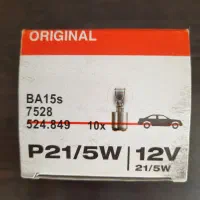 ORIGINAL
BA15s
7528
524.849 10x
P21/5W 12V
21/5W